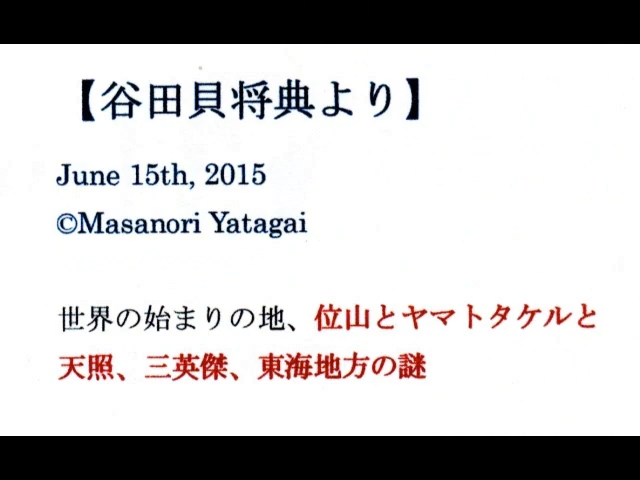 【谷田貝将典より】
June 15th, 2015
©Masanori Yatagai
世界の始まりの地、位山とヤマトタケルと
天照、三英傑、東海地方の謎